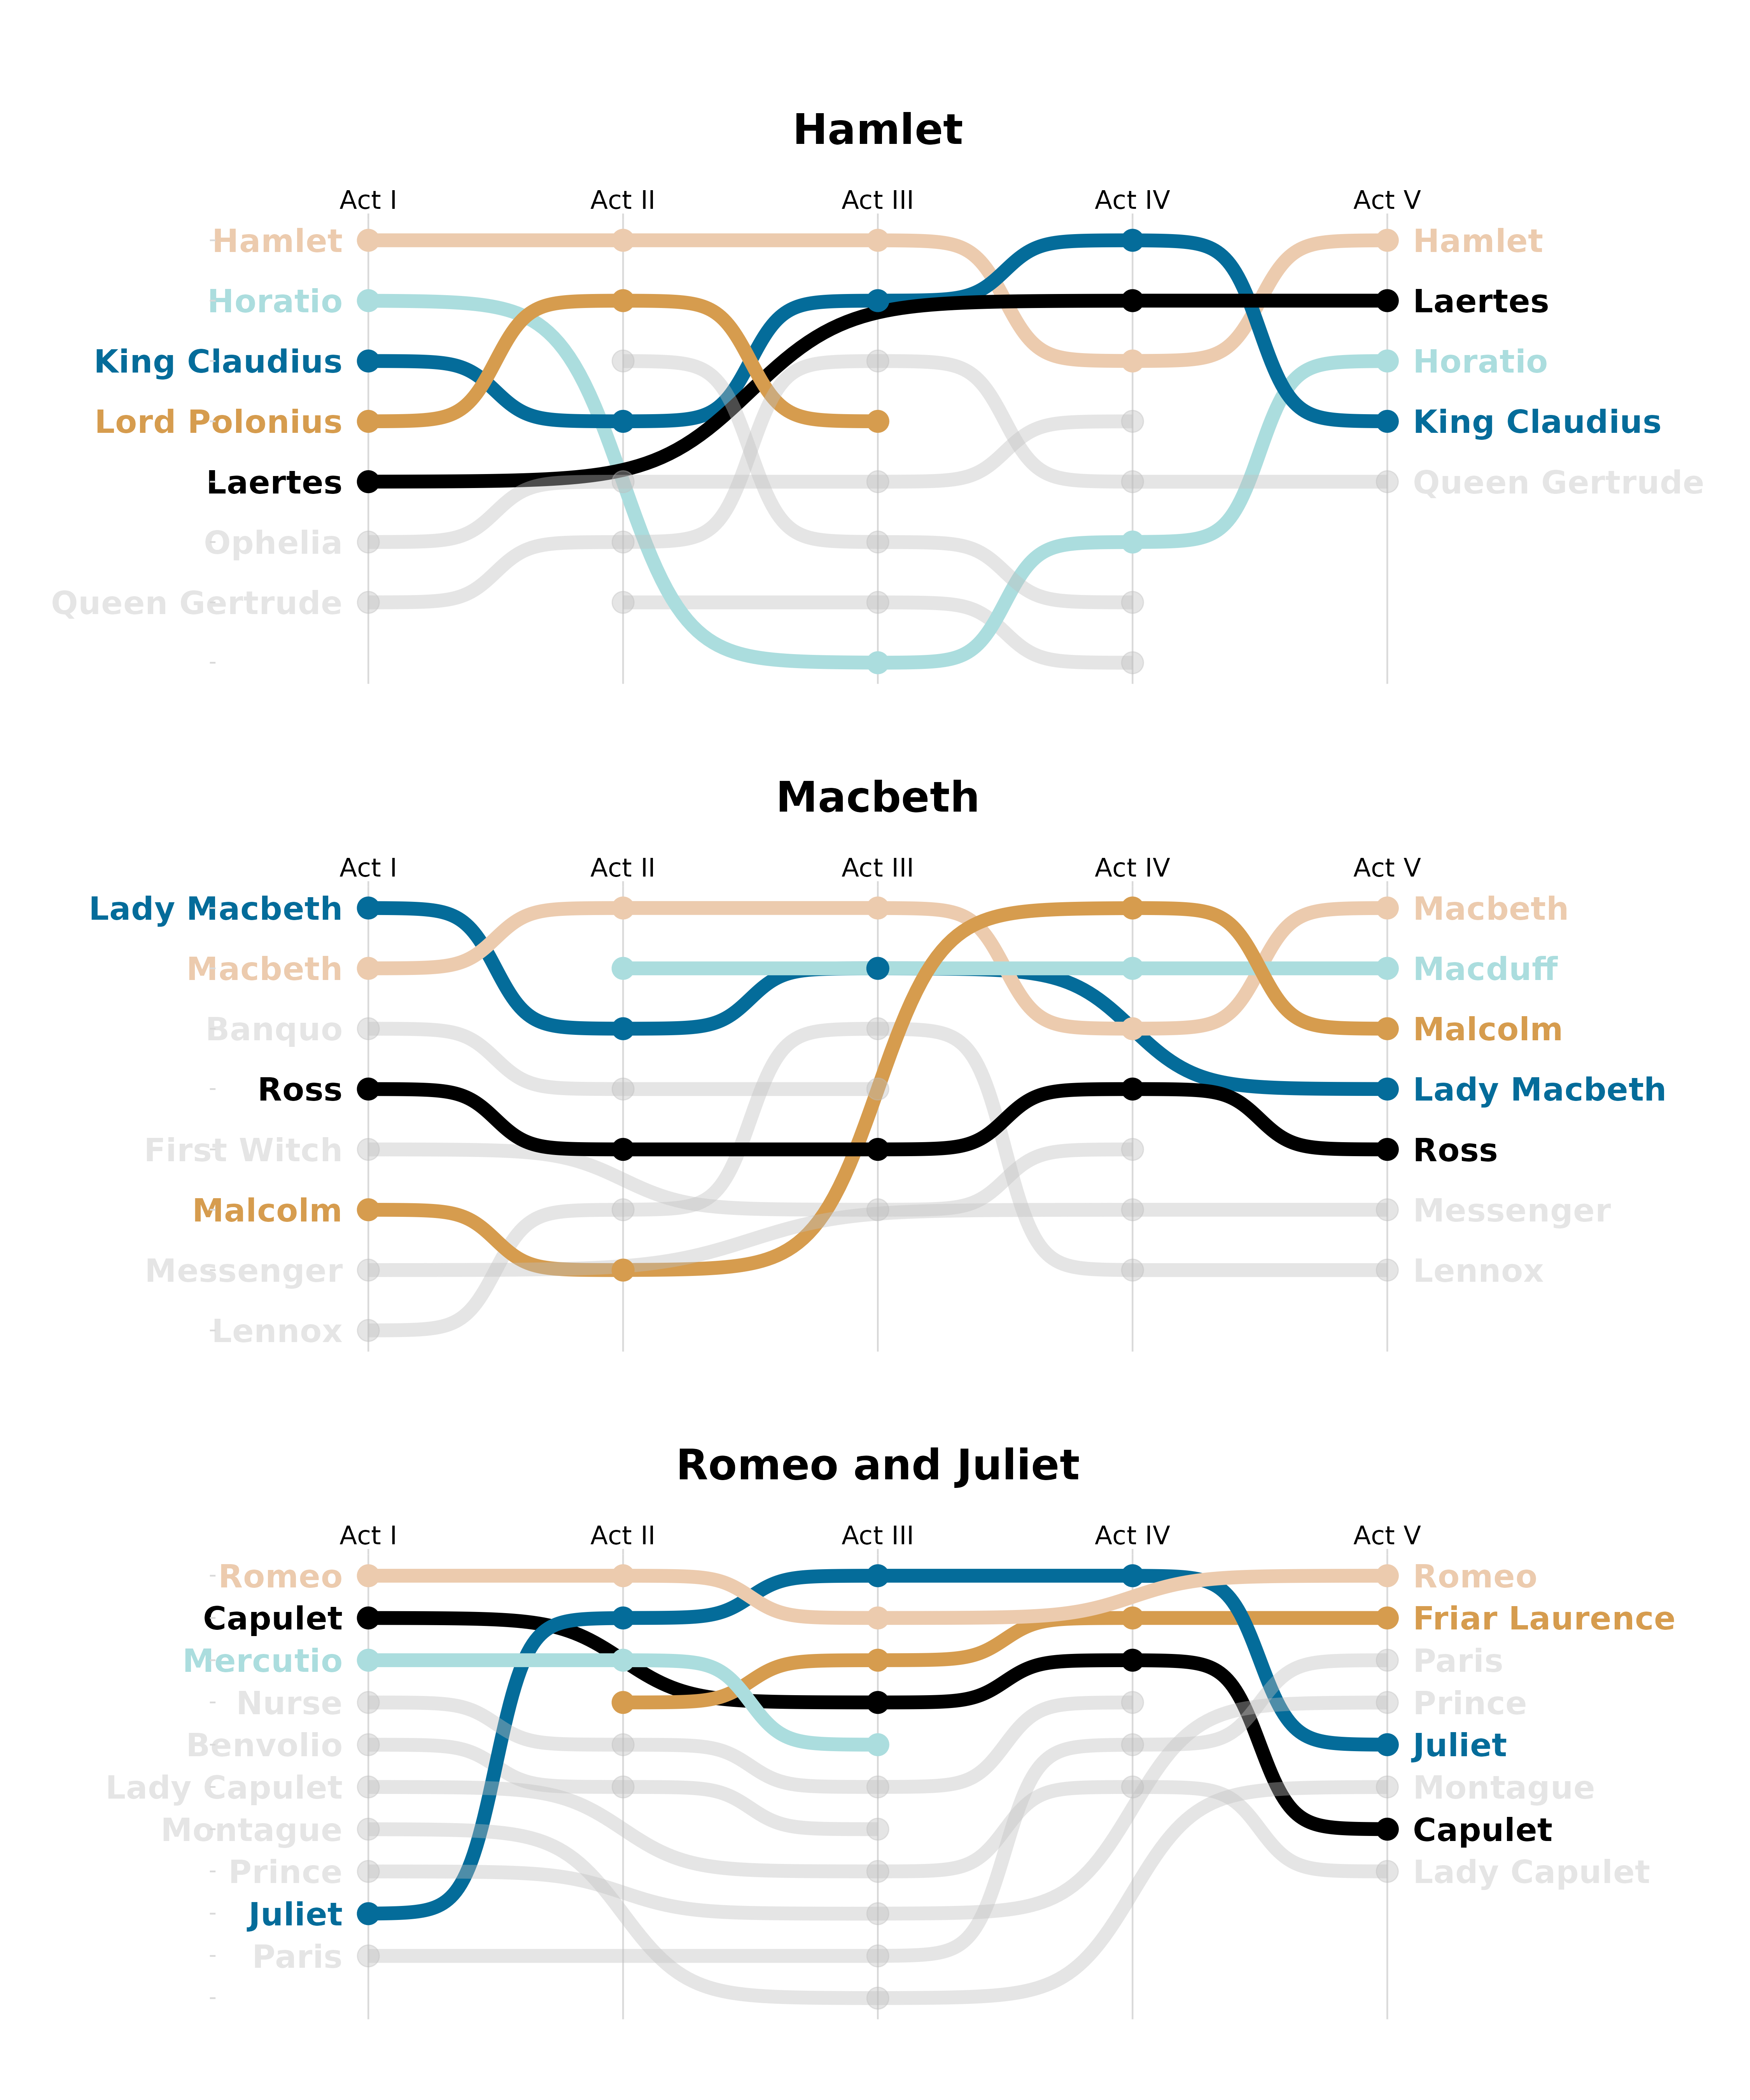 Hamlet
Act I Act II Act III Act IV Act V
Hamlet Hamlet
Horatio Laertes
King Claudius Horatio
Lord Polonius King Claudius
Laertes Queen Gertrude
Ophelia
Queen Gertrude
Macbeth
Act I Act II Act III Act IV Act V
Lady Macbeth Macbeth
Macbeth Macduff
Banquo Malcolm
Ross Lady Macbeth
First Witch Ross
Malcolm Messenger
Messenger Lennox
Lennox
Romeo and Juliet
Act I Act II Act III Act IV Act V
Romeo Romeo
Capulet Friar Laurence
Mercutio Paris
Nurse Prince
Benvolio Juliet
Lady Capulet Montague
Montague Capulet
Prince Lady Capulet
Juliet
Paris